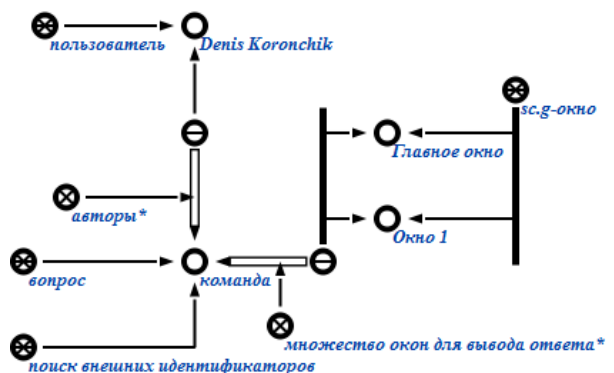 пользователь
Denis Koronchik
sc.g-окно
Главное окно
авторы*
Окно 1
вопрос
команда
множество окон для вывода ответа*
поиск внешних идентификаторов